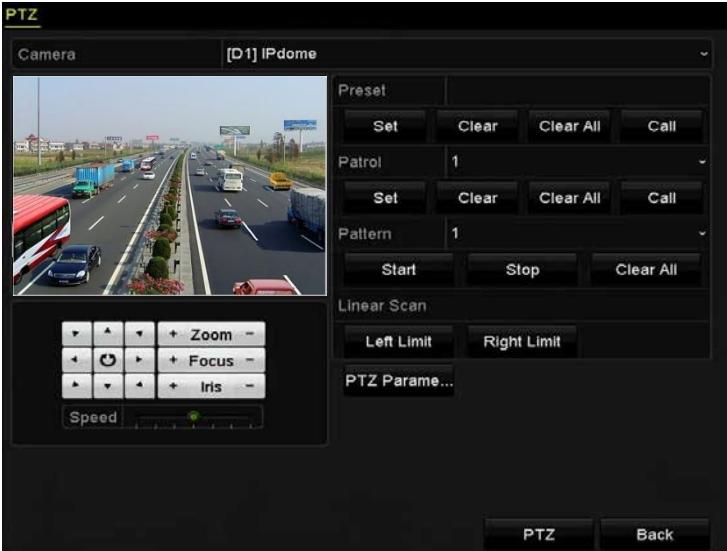 PTZ
Camera [D1] IPdome
Preset
Set Clear Clear All Call
Patrol 1
Set Clear Clear All Call
Pattern 1
Start Stop Clear All
Linear Scan
Left Limit Right Limit
PTZ Parame...
+ Zoom -
+ Focus -
+ Iris -
Speed
PTZ Back